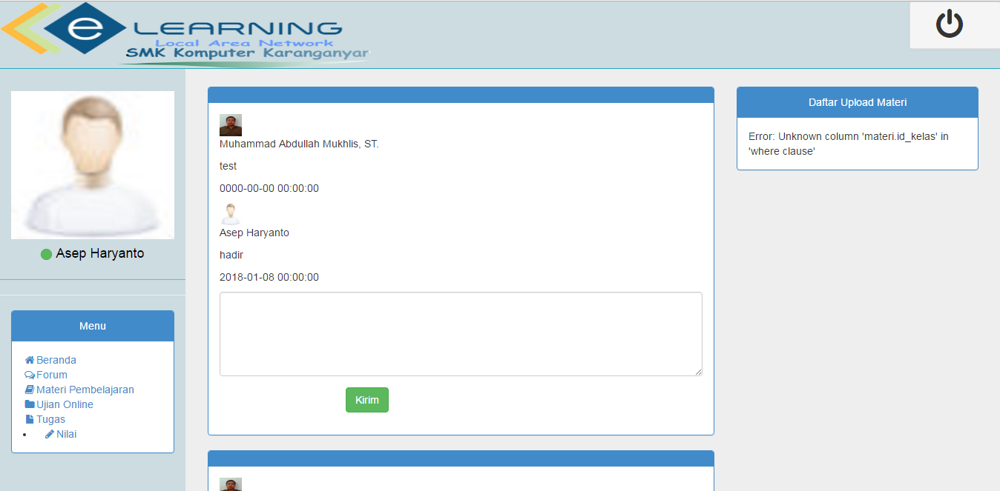 e LEARNING
Local Area Network
SMK Komputer Karanganyar
Asep Haryanto
Menu
Beranda
Forum
Materi Pembelajaran
Ujian Online
Tugas
Nilai
Muhammad Abdullah Mukhlis, ST.
test
0000-00-00 00:00:00
Asep Haryanto
hadir
2018-01-08 00:00:00
Kirim
Daftar Upload Materi
Error: Unknown column 'materi.id_kelas' in
'where clause'